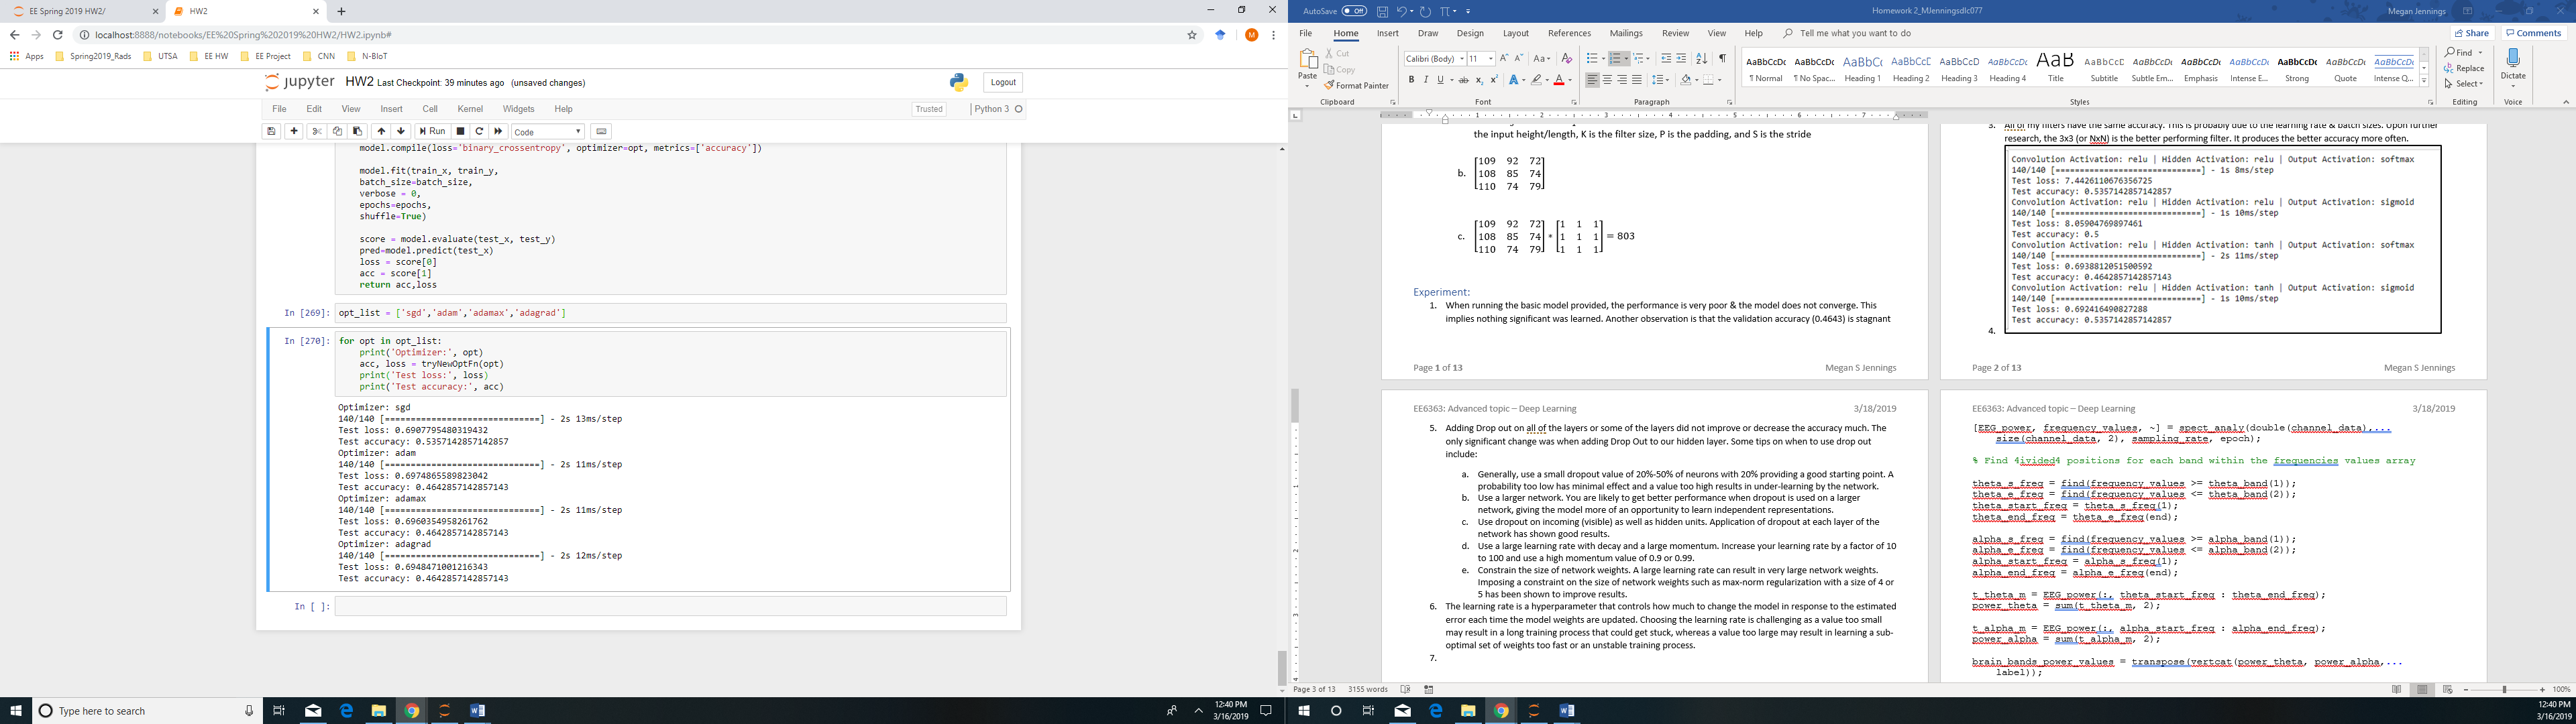 EE Spring 2019 HW2/
HW2
localhost:8888/notebooks/EE%20Spring%202019%20HW2/HW2.ipynb#
Apps Spring2019_Rads UTSA EE HW EE Project CNN N-BIoT
jupyter HW2 Last Checkpoint: 39 minutes ago (unsaved changes)
Logout
File Edit View Insert Cell Kernel Widgets Help
Trusted Python 3
Run Code
model.compile(loss='binary_crossentropy', optimizer=opt, metrics=['accuracy'])
model.fit(train_x, train_y,
batch_size=batch_size,
verbose = 0,
epochs=epochs,
shuffle=True)
score = model.evaluate(test_x, test_y)
pred=model.predict(test_x)
loss = score[0]
acc = score[1]
return acc,loss
In [269]: opt_list = ['sgd','adam','adamax','adagrad']
In [270]: for opt in opt_list:
print('Optimizer:', opt)
acc, loss = tryNewOptFn(opt)
print('Test loss:', loss)
print('Test accuracy:', acc)
Optimizer: sgd
140/140 [==============================] - 2s 13ms/step
Test loss: 0.6907795480319432
Test accuracy: 0.5357142857142857
Optimizer: adam
140/140 [==============================] - 2s 11ms/step
Test loss: 0.6974865589823042
Test accuracy: 0.4642857142857143
Optimizer: adamax
140/140 [==============================] - 2s 11ms/step
Test loss: 0.6960354958261762
Test accuracy: 0.4642857142857143
Optimizer: adagrad
140/140 [==============================] - 2s 12ms/step
Test loss: 0.6948471001216343
Test accuracy: 0.4642857142857143
In [ ]:
Type here to search
12:40 PM
3/16/2019
AutoSave Off
Homework 2_MJenningsdlc077
Megan Jennings
File Home Insert Draw Design Layout References Mailings Review View Help Tell me what you want to do
Share Comments
Paste
Cut
Copy
Format Painter
Calibri (Body) 11
Normal No Spac... Heading 1 Heading 2 Heading 3 Heading 4 Title Subtitle Subtle Em... Emphasis Intense E... Strong Quote Intense Q...
Find
Replace
Select
Dictate
Clipboard Font Paragraph Styles Editing Voice
the input height/length, K is the filter size, P is the padding, and S is the stride
b. [109 92 72]
[108 85 74]
[110 74 79]
c. [109 92 72] [1 1 1]
[108 85 74] * [1 1 1] = 803
[110 74 79] [1 1 1]
Experiment:
1. When running the basic model provided, the performance is very poor & the model does not converge. This
implies nothing significant was learned. Another observation is that the validation accuracy (0.4643) is stagnant
Page 1 of 13
Megan S Jennings
3. All of my filters have the same accuracy. This is probably due to the learning rate & batch sizes. Upon further
research, the 3x3 (or NxN) is the better performing filter. It produces the better accuracy more often.
Convolution Activation: relu | Hidden Activation: relu | Output Activation: softmax
140/140 [==============================] - 1s 8ms/step
Test loss: 7.4426110676356725
Test accuracy: 0.5357142857142857
Convolution Activation: relu | Hidden Activation: relu | Output Activation: sigmoid
140/140 [==============================] - 1s 10ms/step
Test loss: 8.05904769897461
Test accuracy: 0.5
Convolution Activation: relu | Hidden Activation: tanh | Output Activation: softmax
140/140 [==============================] - 2s 11ms/step
Test loss: 0.6938812051500592
Test accuracy: 0.4642857142857143
Convolution Activation: relu | Hidden Activation: tanh | Output Activation: sigmoid
140/140 [==============================] - 1s 10ms/step
Test loss: 0.692416490827288
Test accuracy: 0.5357142857142857
4.
Page 2 of 13
Megan S Jennings
EE6363: Advanced topic – Deep Learning 3/18/2019
5. Adding Drop out on all of the layers or some of the layers did not improve or decrease the accuracy much. The
only significant change was when adding Drop Out to our hidden layer. Some tips on when to use drop out
include:
a. Generally, use a small dropout value of 20%-50% of neurons with 20% providing a good starting point. A
probability too low has minimal effect and a value too high results in under-learning by the network.
b. Use a larger network. You are likely to get better performance when dropout is used on a larger
network, giving the model more of an opportunity to learn independent representations.
c. Use dropout on incoming (visible) as well as hidden units. Application of dropout at each layer of the
network has shown good results.
d. Use a large learning rate with decay and a large momentum. Increase your learning rate by a factor of 10
to 100 and use a high momentum value of 0.9 or 0.99.
e. Constrain the size of network weights. A large learning rate can result in very large network weights.
Imposing a constraint on the size of network weights such as max-norm regularization with a size of 4 or
5 has been shown to improve results.
6. The learning rate is a hyperparameter that controls how much to change the model in response to the estimated
error each time the model weights are updated. Choosing the learning rate is challenging as a value too small
may result in a long training process that could get stuck, whereas a value too large may result in learning a sub-
optimal set of weights too fast or an unstable training process.
7.
EE6363: Advanced topic – Deep Learning 3/18/2019
[EEG_power, frequency_values, ~] = spect_analy(double(channel_data),...
size(channel_data, 2), sampling_rate, epoch);
% Find 4ivided4 positions for each band within the frequencies values array
theta_s_freq = find(frequency_values >= theta_band(1));
theta_e_freq = find(frequency_values <= theta_band(2));
theta_start_freq = theta_s_freq(1);
theta_end_freq = theta_e_freq(end);
alpha_s_freq = find(frequency_values >= alpha_band(1));
alpha_e_freq = find(frequency_values <= alpha_band(2));
alpha_start_freq = alpha_s_freq(1);
alpha_end_freq = alpha_e_freq(end);
t_theta_m = EEG_power(:, theta_start_freq : theta_end_freq);
power_theta = sum(t_theta_m, 2);
t_alpha_m = EEG_power(:, alpha_start_freq : alpha_end_freq);
power_alpha = sum(t_alpha_m, 2);
brain_bands_power_values = transpose(vertcat(power_theta, power_alpha,...
label));
Page 3 of 13 3155 words
100%
12:40 PM
3/16/2019